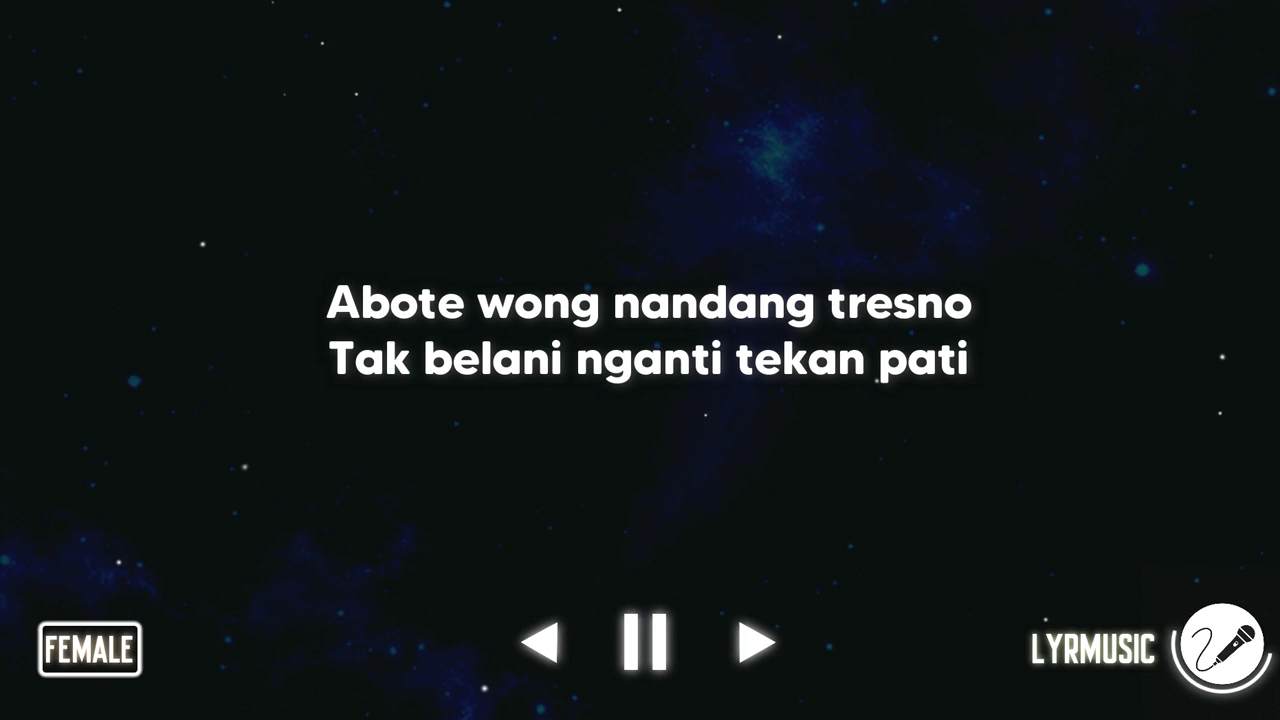 Abote wong nandang tresno
Tak belani nganti tekan pati
FEMALE
LYRMUSIC